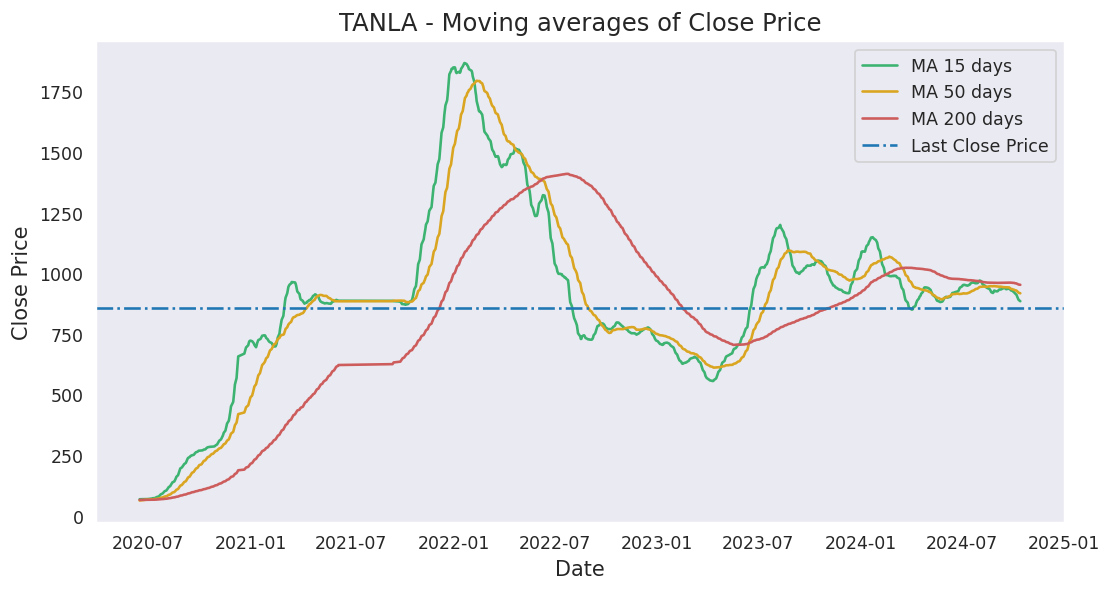 TANLA - Moving averages of Close Price
MA 15 days
MA 50 days
MA 200 days
Last Close Price
Close Price
1750
1500
1250
1000
750
500
250
0
2020-07
2021-01
2021-07
2022-01
2022-07
2023-01
2023-07
2024-01
2024-07
2025-01
Date